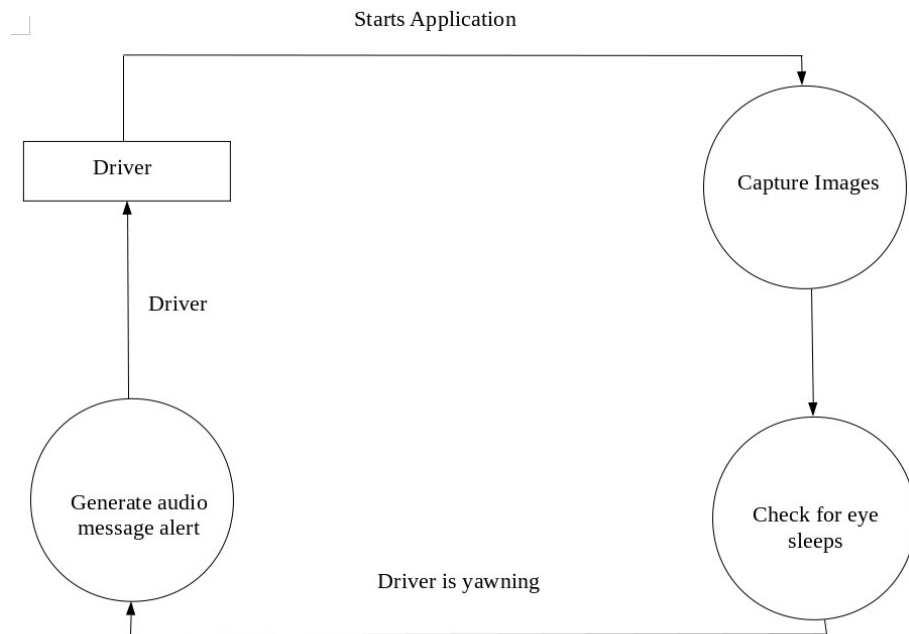 Starts Application
Driver
Capture Images
Driver
Generate audio
message alert
Check for eye
sleeps
Driver is yawning